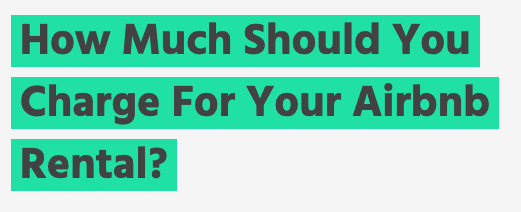 How Much Should You
Charge For Your Airbnb
Rental?